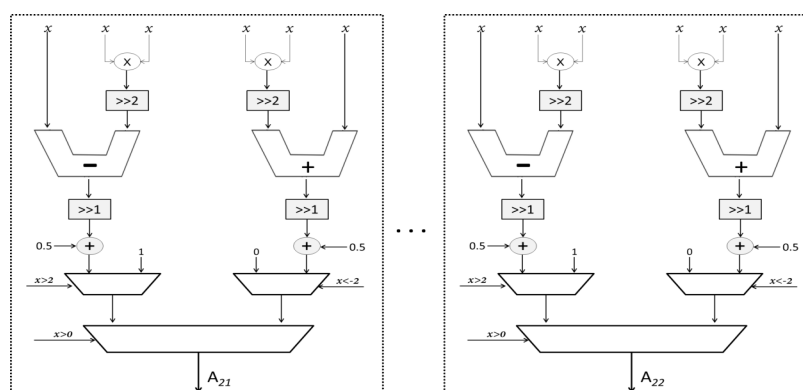 x x x x x x x x x x x x
x x x x
>>2 >>2 >>2 >>2
− + − +
>>1 >>1 >>1 >>1
0.5 + + 0.5 0.5 + + 0.5
1 0 . . . 1 0
x>2 x<-2 x>2 x<-2
x>0 x>0
A21 A22